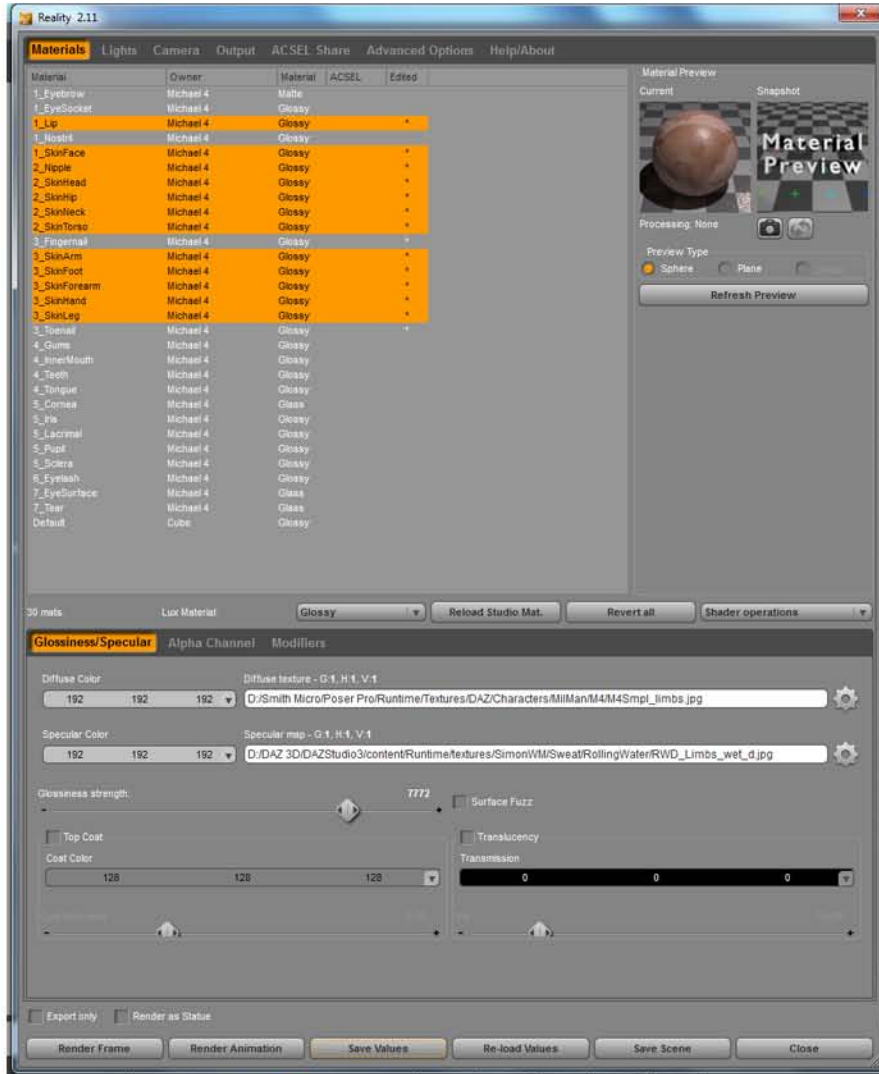 Reality 2.11
Materials Lights Camera Output ACSEL Share Advanced Options Help/About
Material Owner Material ACSEL Edited
1_Eyebrow Michael 4 Matte
1_EyeSocket Michael 4 Glossy
1_Lip Michael 4 Glossy *
1_Nostril Michael 4 Glossy
1_SkinFace Michael 4 Glossy *
2_Nipple Michael 4 Glossy *
2_SkinHead Michael 4 Glossy *
2_SkinHip Michael 4 Glossy *
2_SkinNeck Michael 4 Glossy *
2_SkinTorso Michael 4 Glossy *
3_Fingernail Michael 4 Glossy *
3_SkinArm Michael 4 Glossy *
3_SkinFoot Michael 4 Glossy *
3_SkinForearm Michael 4 Glossy *
3_SkinHand Michael 4 Glossy *
3_SkinLeg Michael 4 Glossy *
3_Toenail Michael 4 Glossy *
4_Gums Michael 4 Glossy
4_InnerMouth Michael 4 Glossy
4_Teeth Michael 4 Glossy
4_Tongue Michael 4 Glossy
5_Cornea Michael 4 Glass
5_Iris Michael 4 Glossy
5_Lacrimal Michael 4 Glossy
5_Pupil Michael 4 Glossy
5_Sclera Michael 4 Glossy
6_Eyelash Michael 4 Glossy
7_EyeSurface Michael 4 Glass
7_Tear Michael 4 Glass
Default Cube Glossy
Material Preview
Current Snapshot
Material
Preview
Processing: None
Preview Type
Sphere Plane
Refresh Preview
30 mats Lux Material Glossy Reload Studio Mat. Revert all Shader operations
Glossiness/Specular Alpha Channel Modifiers
Diffuse Color Diffuse texture - G:1, H:1, V:1
192 192 192 D:/Smith Micro/Poser Pro/Runtime/Textures/DAZ/Characters/MilMan/M4/M4Smpl_limbs.jpg
Specular Color Specular map - G:1, H:1, V:1
192 192 192 D:/DAZ 3D/DAZStudio3/content/Runtime/textures/SimonWM/Sweat/RollingWater/RWD_Limbs_wet_d.jpg
Glossiness strength: 7772 Surface Fuzz
- +
Top Coat Translucency
Coat Color Transmission
128 128 128 0 0 0
- + - +
Export only Render as Statue
Render Frame Render Animation Save Values Re-load Values Save Scene Close